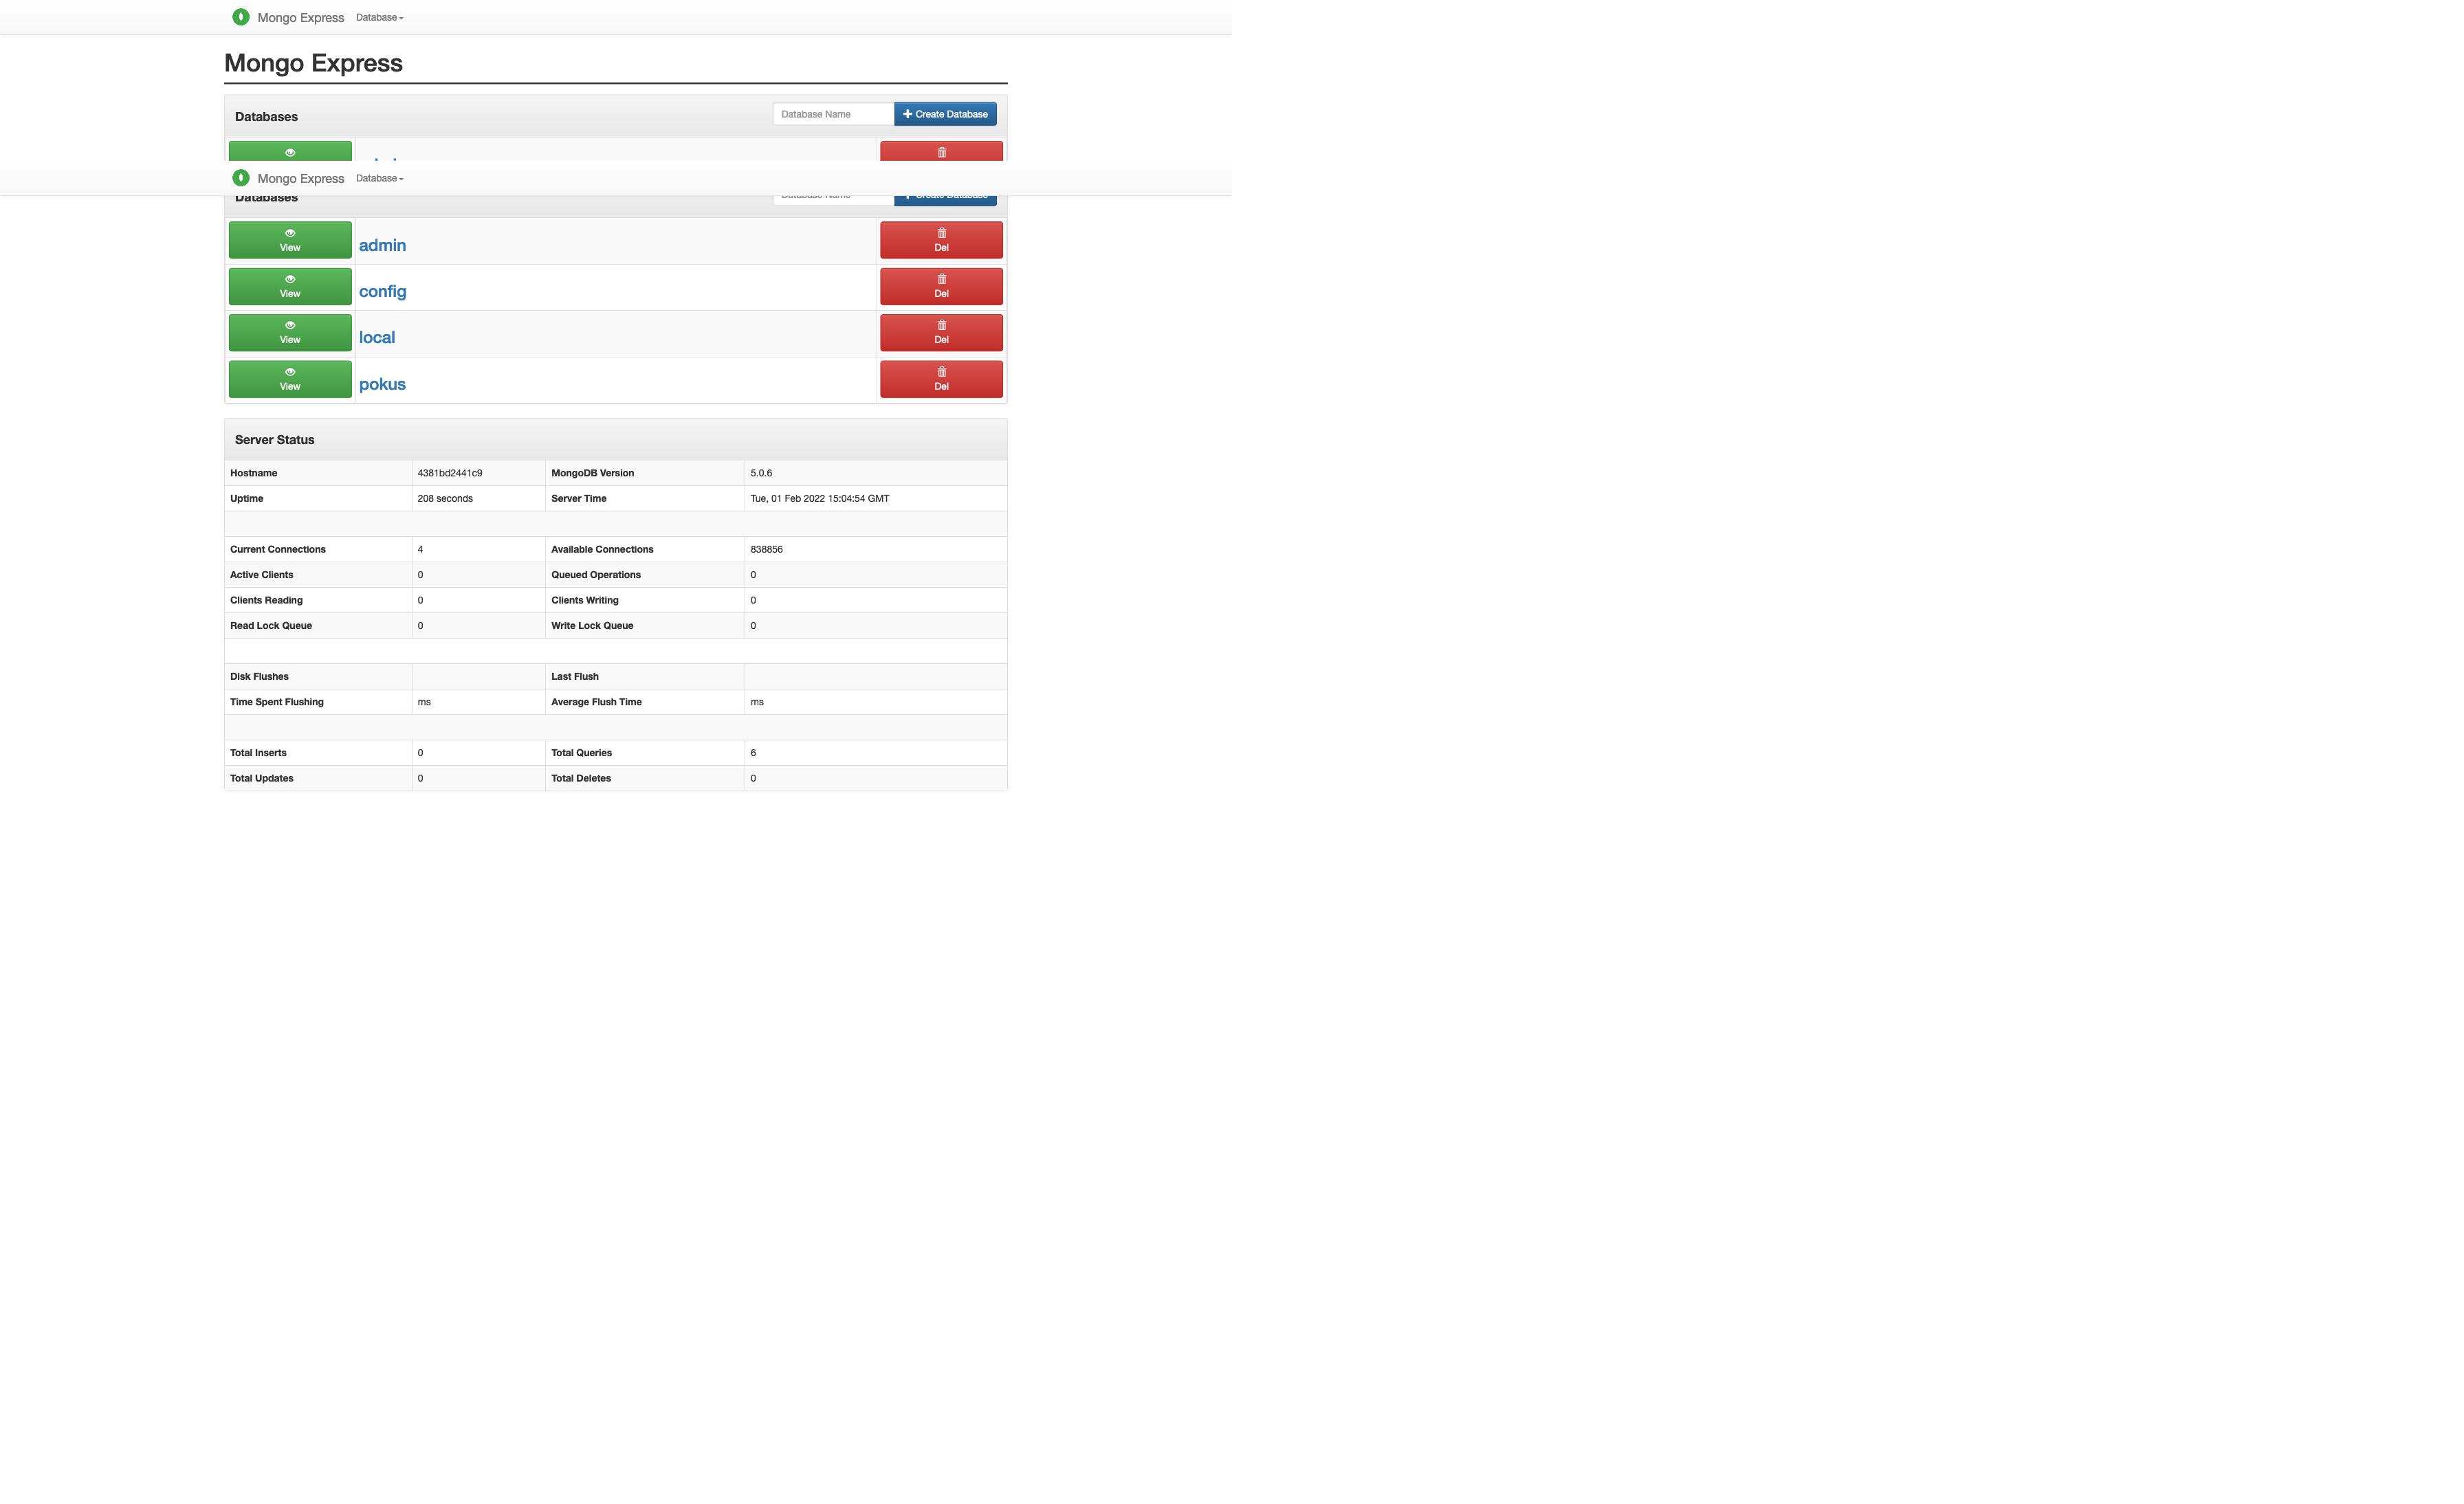 Mongo Express Database
Mongo Express
Databases Database Name Create Database
Mongo Express Database
Databases Database Name Create Database
View admin Del
View config Del
View local Del
View pokus Del
Server Status
Hostname 4381bd2441c9 MongoDB Version 5.0.6
Uptime 208 seconds Server Time Tue, 01 Feb 2022 15:04:54 GMT
Current Connections 4 Available Connections 838856
Active Clients 0 Queued Operations 0
Clients Reading 0 Clients Writing 0
Read Lock Queue 0 Write Lock Queue 0
Disk Flushes Last Flush
Time Spent Flushing ms Average Flush Time ms
Total Inserts 0 Total Queries 6
Total Updates 0 Total Deletes 0